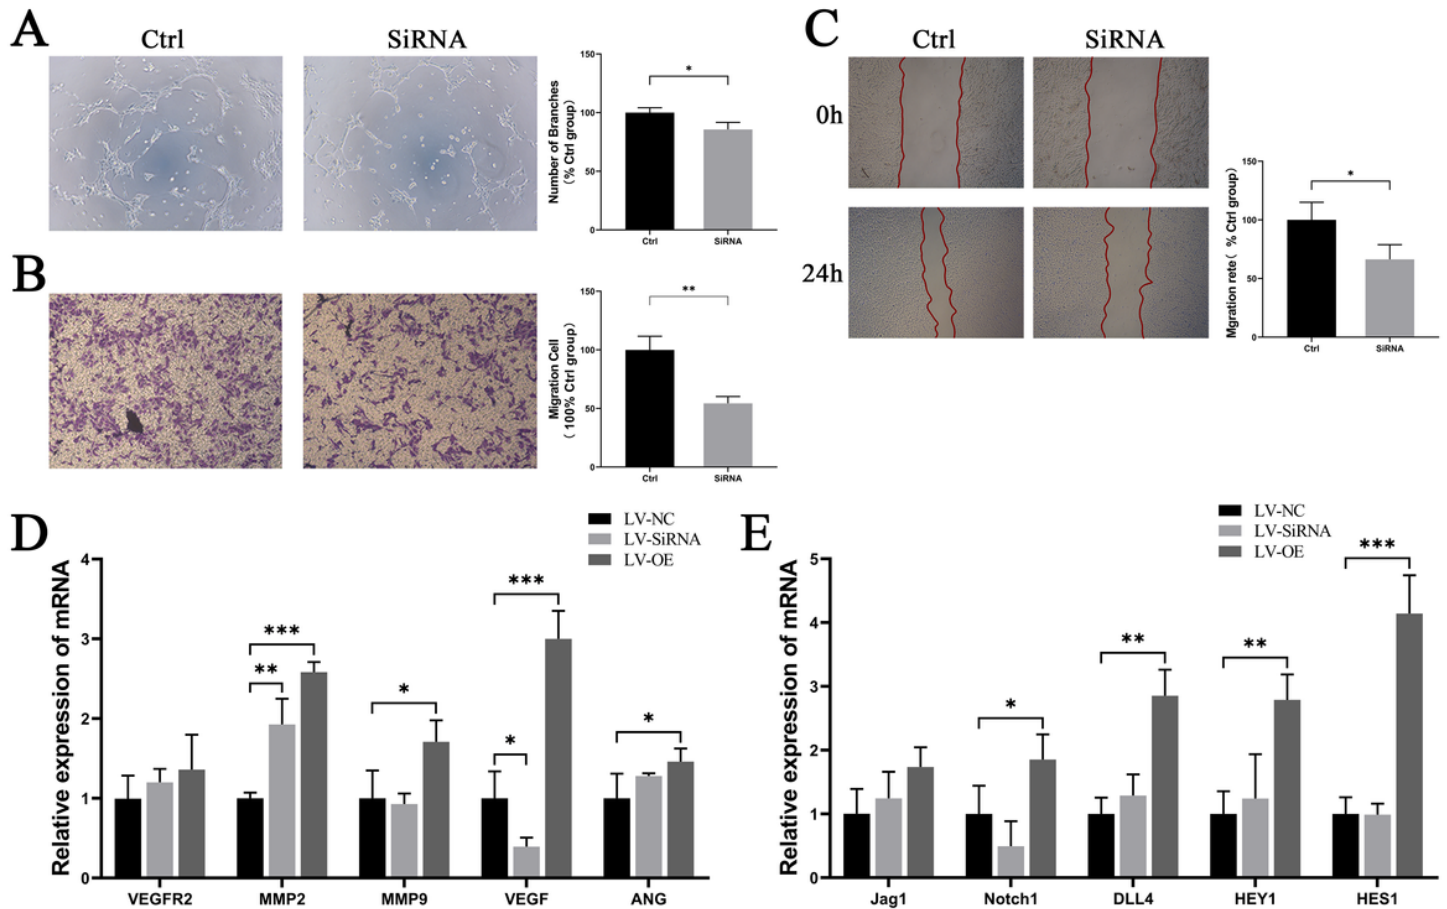 A
Ctrl
SiRNA
150
100
50
0
Number of Branches
(% Ctrl group)
*
Ctrl
SiRNA
B
150
100
50
0
Migration Cell
(100% Ctrl group)
**
Ctrl
SiRNA
C
Ctrl
SiRNA
0h
24h
150
100
50
0
Mgration rete( % Ctrl group)
*
Ctrl
SiRNA
D
LV-NC
LV-SiRNA
LV-OE
Relative expression of mRNA
4
3
2
1
0
***
**
*
***
*
*
VEGFR2
MMP2
MMP9
VEGF
ANG
E
LV-NC
LV-SiRNA
LV-OE
Relative expression of mRNA
5
4
3
2
1
0
*
**
**
***
Jag1
Notch1
DLL4
HEY1
HES1